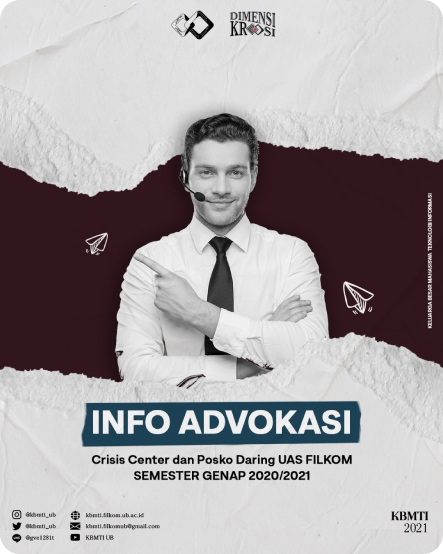 DIMENSI
KREASI
KELUARGA BESAR MAHASISWA TEKNOLOGI INFORMASI
INFO ADVOKASI
Crisis Center dan Posko Daring UAS FILKOM
SEMESTER GENAP 2020/2021
@kbmti_ub
kbmti.filkom.ub.ac.id
@kbmti_ub
kbmti.filkomub@gmail.com
@gve1281t
KBMTI UB
KBMTI
2021